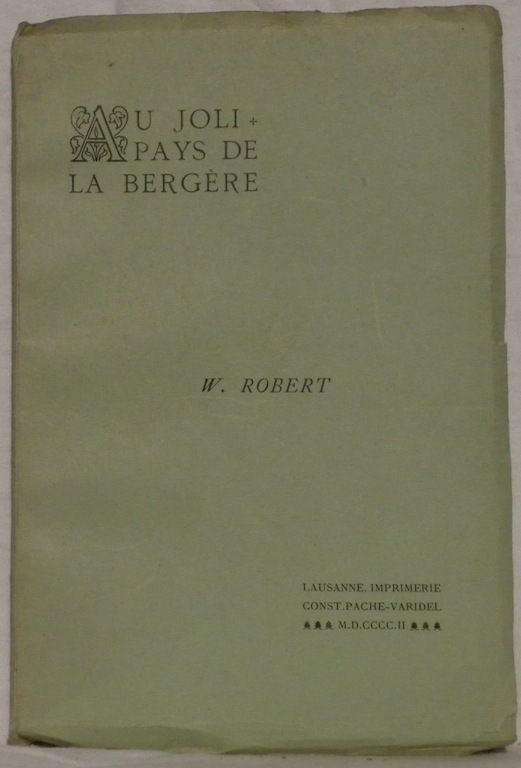 AU JOLI +
PAYS DE
LA BERGÈRE
W. ROBERT
LAUSANNE, IMPRIMERIE
CONST. PACHE-VARIDEL
M.D.CCCC.II